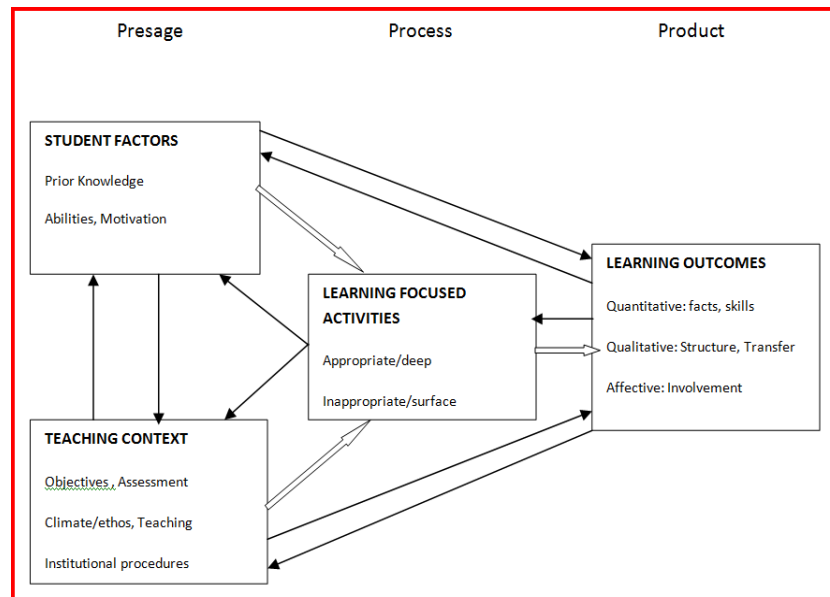 Presage
Process
Product
STUDENT FACTORS
Prior Knowledge
Abilities, Motivation
LEARNING FOCUSED
ACTIVITIES
Appropriate/deep
Inappropriate/surface
LEARNING OUTCOMES
Quantitative: facts, skills
Qualitative: Structure, Transfer
Affective: Involvement
TEACHING CONTEXT
Objectives , Assessment
Climate/ethos, Teaching
Institutional procedures